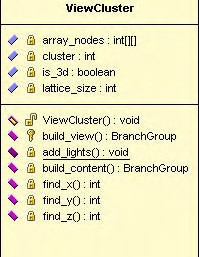 ViewCluster
array_nodes : int[][]
cluster : int
is_3d : boolean
lattice_size : int
ViewCluster() : void
build_view() : BranchGroup
add_lights() : void
build_content() : BranchGroup
find_x() : int
find_y() : int
find_z() : int